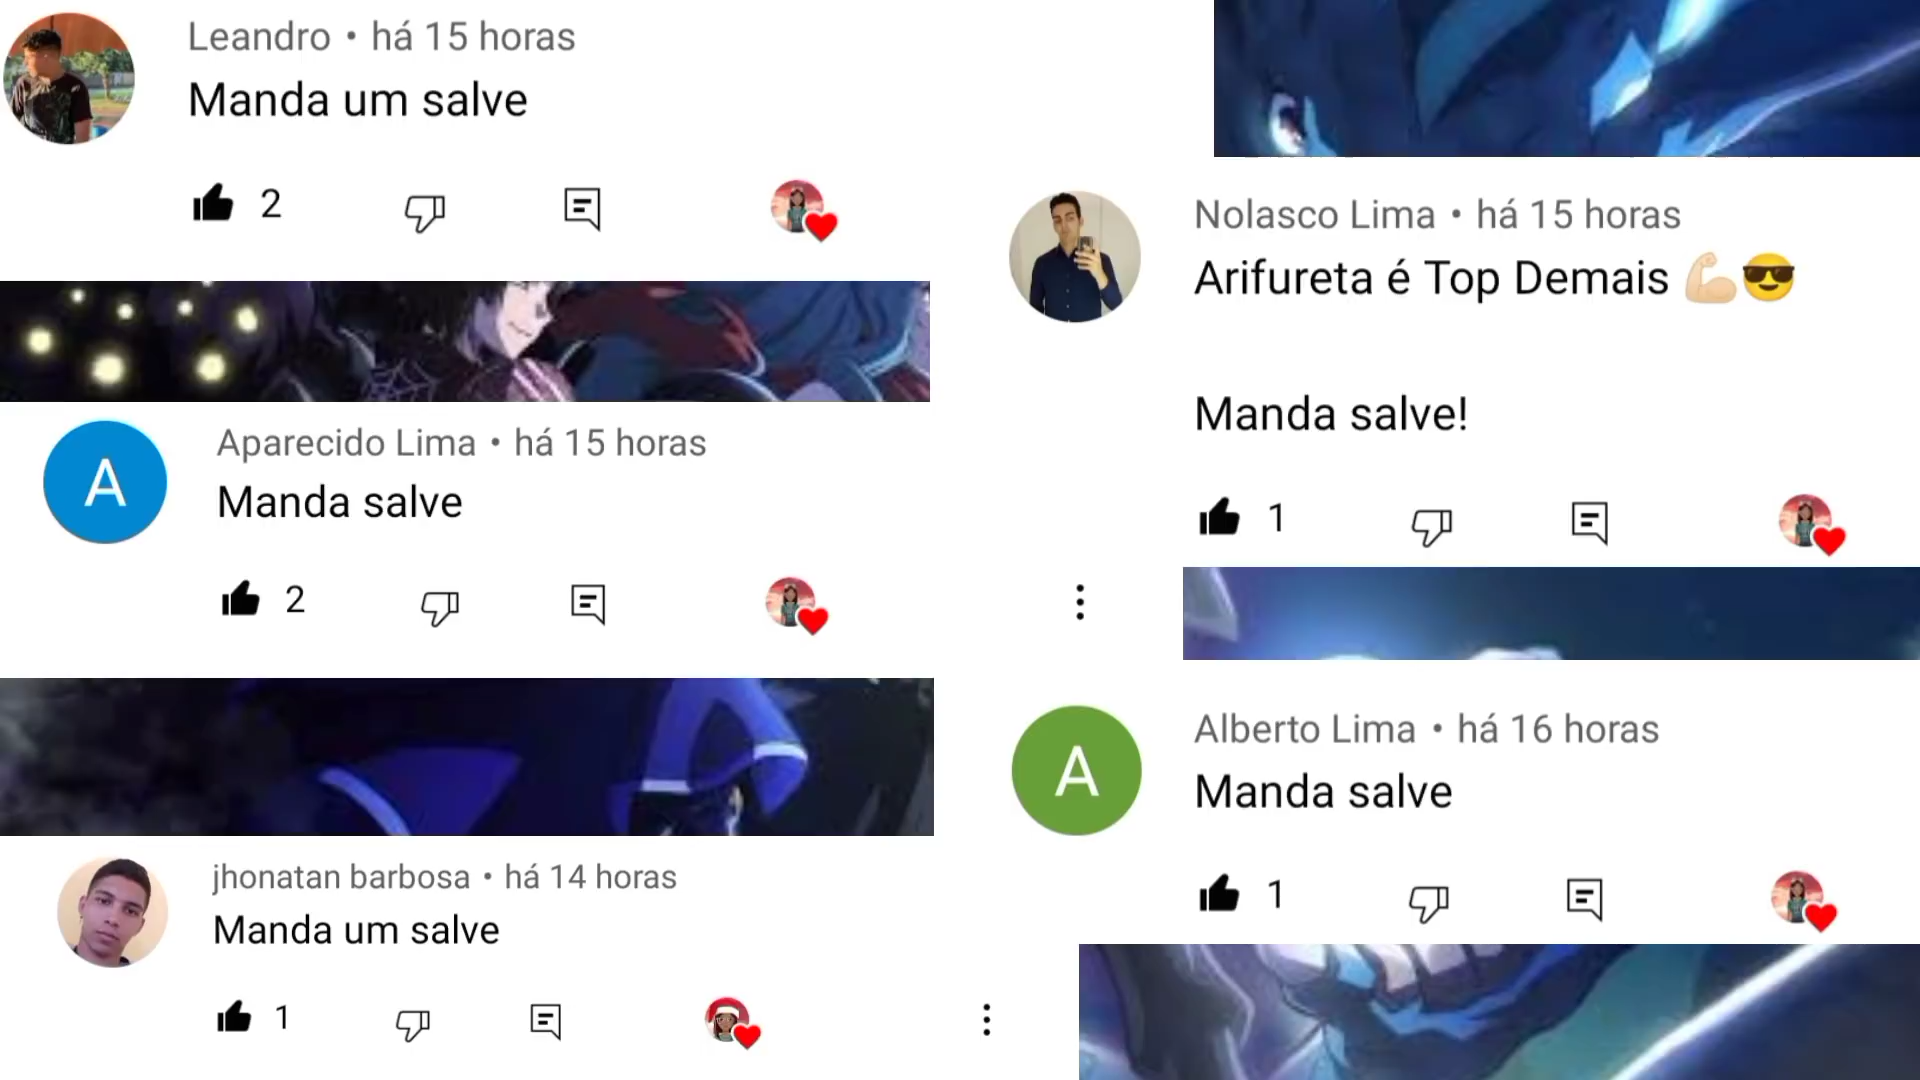 Leandro • há 15 horas
Manda um salve
2
A
Aparecido Lima • há 15 horas
Manda salve
2
jhonatan barbosa • há 14 horas
Manda um salve
1
Nolasco Lima • há 15 horas
Arifureta é Top Demais 💪🏻😎
Manda salve!
1
A
Alberto Lima • há 16 horas
Manda salve
1